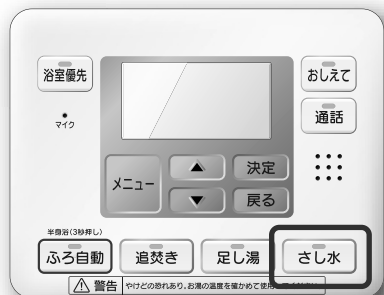 浴室優先
おしえて
マイク
通話
メニュー
▲
決定
▼
戻る
半身浴(3秒押し)
ふろ自動
追焚き
足し湯
さし水
警告
やけどの恐れあり。お湯の温度を確かめて使用